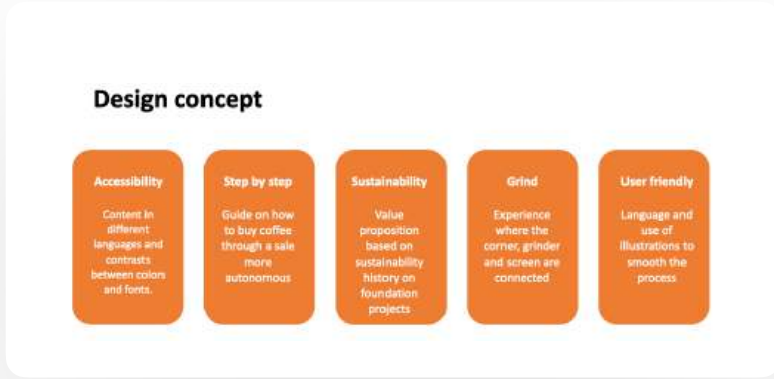 Design concept
Accessibility
Content in
different
languages and
contrasts
between colors
and fonts.
Step by step
Guide on how
to buy coffee
through a sale
more
autonomous
Sustainability
Value
proposition
based on
sustainability
history on
foundation
projects
Grind
Experience
where the
corner, grinder
and screen are
connected
User friendly
Language and
use of
illustrations to
smooth the
process